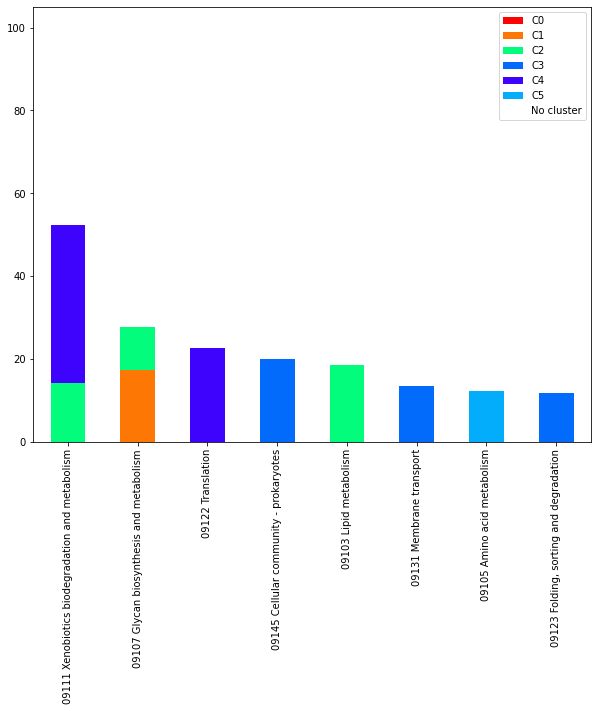 100
80
60
40
20
0
C0
C1
C2
C3
C4
C5
No cluster
09111 Xenobiotics biodegradation and metabolism
09107 Glycan biosynthesis and metabolism
09122 Translation
09145 Cellular community - prokaryotes
09103 Lipid metabolism
09131 Membrane transport
09105 Amino acid metabolism
09123 Folding, sorting and degradation